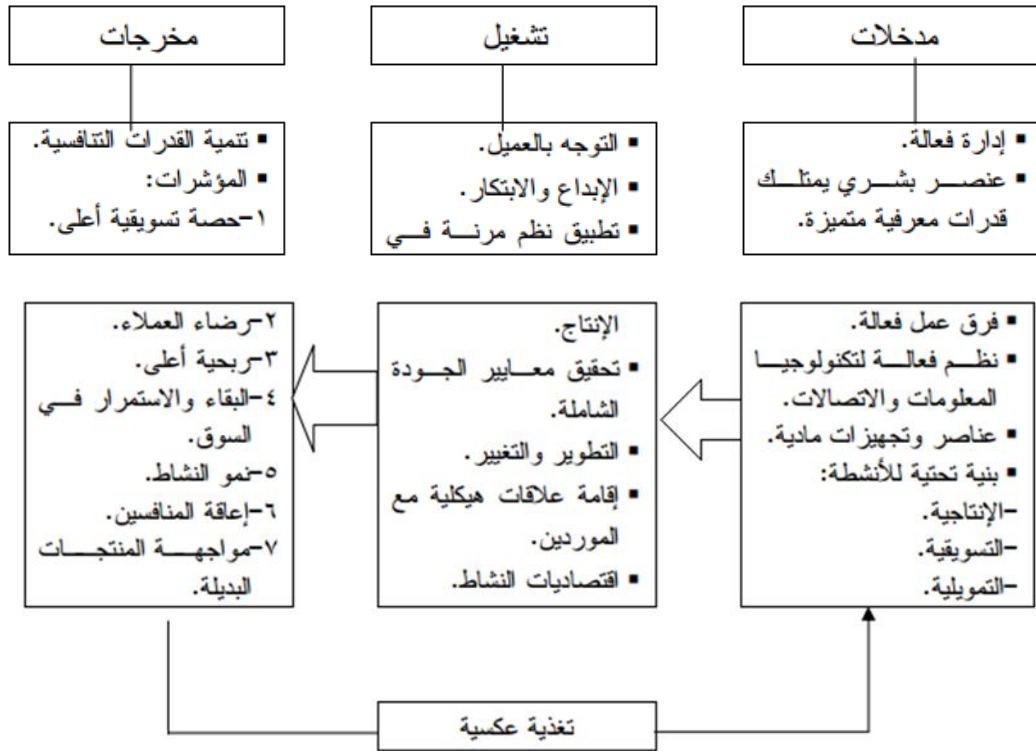 مدخلات
تشغيل
مخرجات
▪ إدارة فعالة.
▪ عنصر بشري يمتلك
قدرات معرفية متميزة.
▪ التوجه بالعميل.
▪ الإبداع والابتكار.
▪ تطبيق نظم مرنة في
▪ تنمية القدرات التنافسية.
▪ المؤشرات:
١-حصة تسويقية أعلى.
▪ فرق عمل فعالة.
▪ نظم فعالة لتكنولوجيا
المعلومات والاتصالات.
▪ عناصر وتجهيزات مادية.
▪ بنية تحتية للأنشطة:
-الإنتاجية.
-التسويقية.
-التمويلية.
الإنتاج.
▪ تحقيق معايير الجودة
الشاملة.
▪ التطوير والتغيير.
▪ إقامة علاقات هيكلية مع
الموردين.
▪ اقتصاديات النشاط.
٢-رضاء العملاء.
٣-ربحية أعلى.
٤-البقاء والاستمرار في
السوق.
٥-نمو النشاط.
٦-إعاقة المنافسين.
٧-مواجهة المنتجات
البديلة.
تغذية عكسية